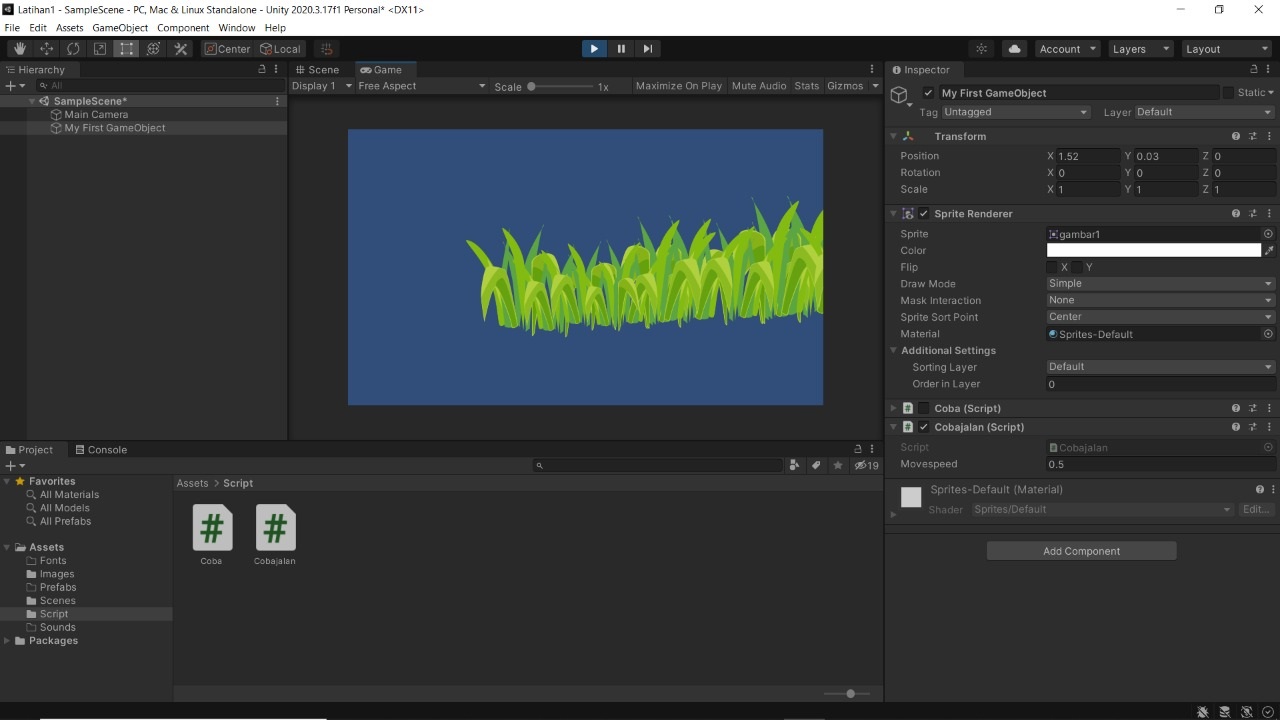 Latihan1 - SampleScene - PC, Mac & Linux Standalone - Unity 2020.3.17f1 Personal* <DX11>
File Edit Assets GameObject Component Window Help
Center Local Account Layers Layout
Hierarchy
All
SampleScene*
Main Camera
My First GameObject
Scene Game
Display 1 Free Aspect Scale 1x Maximize On Play Mute Audio Stats Gizmos
Inspector
My First GameObject Static
Tag Untagged Layer Default
Transform
Position X 1.52 Y 0.03 Z 0
Rotation X 0 Y 0 Z 0
Scale X 1 Y 1 Z 1
Sprite Renderer
Sprite gambar1
Color
Flip X Y
Draw Mode Simple
Mask Interaction None
Sprite Sort Point Center
Material Sprites-Default
Additional Settings
Sorting Layer Default
Order in Layer 0
# Coba (Script)
# Cobajalan (Script)
Script Cobajalan
Movespeed 0.5
Sprites-Default (Material)
Shader Sprites/Default Edit...
Add Component
Project Console
19
Favorites
All Materials
All Models
All Prefabs
Assets
Fonts
Images
Prefabs
Scenes
Script
Sounds
Packages
Assets > Script
# #
Coba Cobajalan